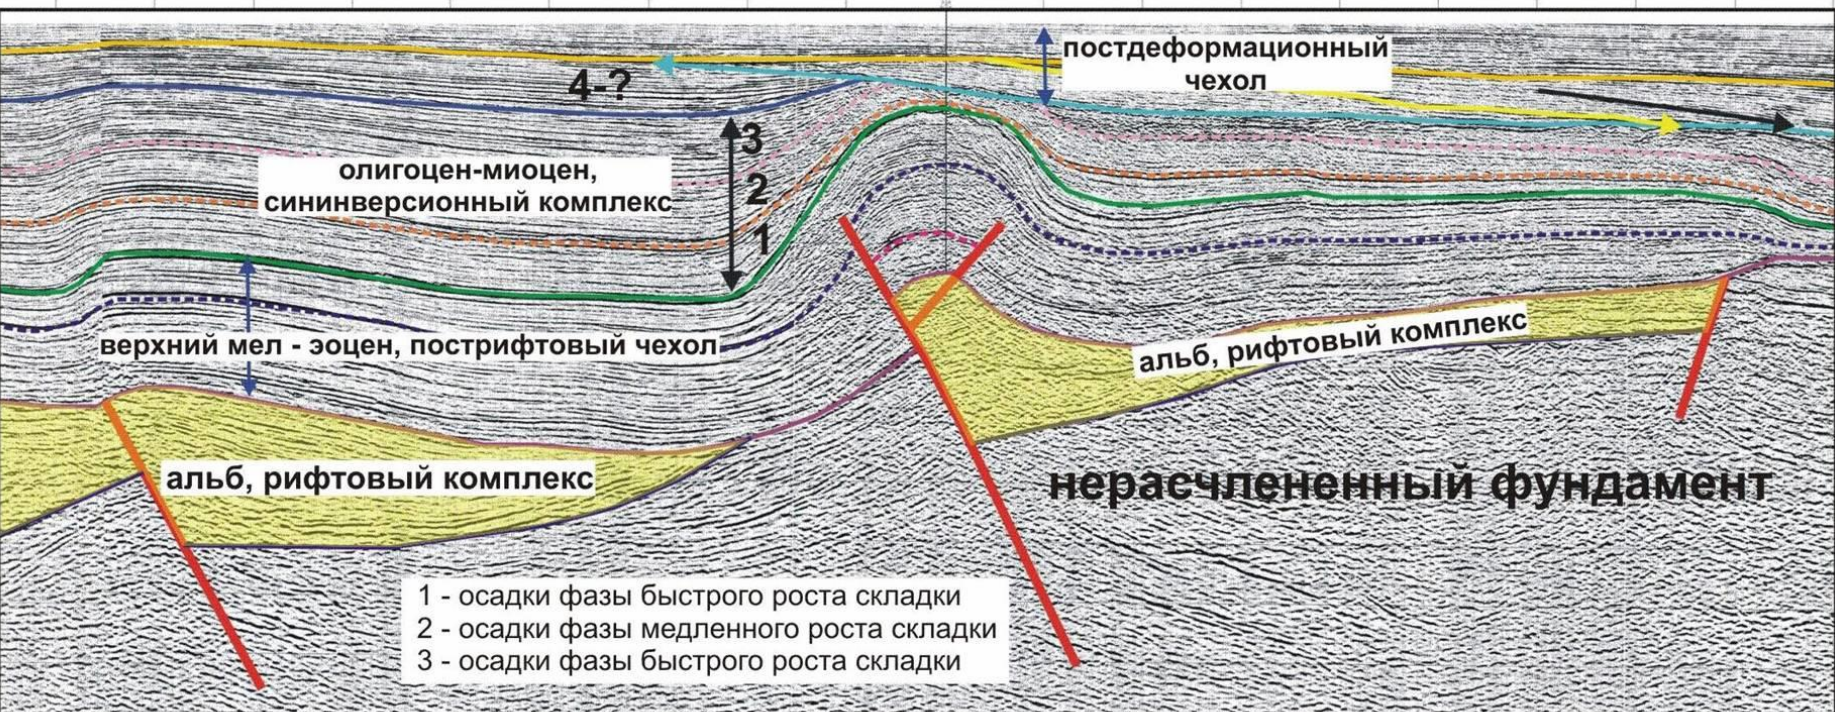 постдеформационный
чехол
4-?
3
2
1
олигоцен-миоцен,
сининверсионный комплекс
верхний мел - эоцен, пострифтовый чехол
альб, рифтовый комплекс
альб, рифтовый комплекс
нерасчлененный фундамент
1 - осадки фазы быстрого роста складки
2 - осадки фазы медленного роста складки
3 - осадки фазы быстрого роста складки